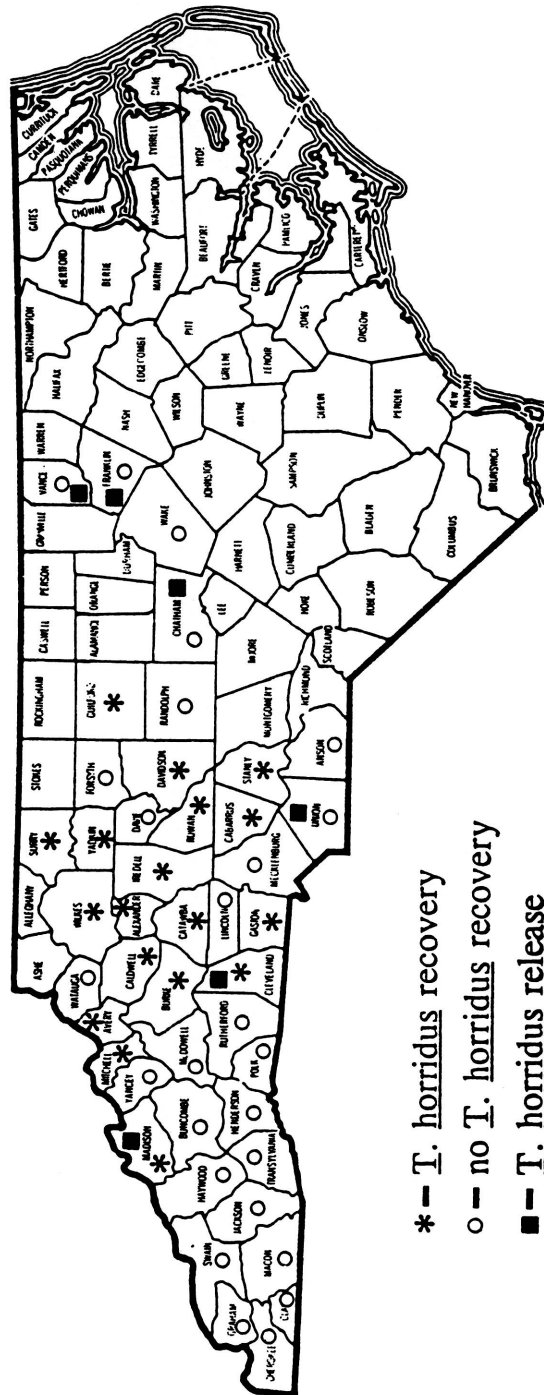 CURRITUCK
CAMDEN
PASQUOTANK
PERQUIMANS
GATES
CHOWAN
HERTFORD
NORTHAMPTON
WARREN
VANCE
GRANVILLE
PERSON
CASWELL
ROCKINGHAM
STOKES
SURRY
ALLEGHANY
ASHE
WATAUGA
WILKES
YADKIN
FORSYTH
GUILFORD
ALAMANCE
ORANGE
DURHAM
FRANKLIN
HALIFAX
BERTIE
NASH
EDGECOMBE
MARTIN
WASHINGTON
TYRRELL
DARE
HYDE
BEAUFORT
PITT
WILSON
WAKE
CHATHAM
RANDOLPH
DAVIDSON
DAVIE
IREDELL
ALEXANDER
CALDWELL
AVERY
MITCHELL
YANCEY
MADISON
BUNCOMBE
MCDOWELL
BURKE
CATAWBA
ROWAN
LINCOLN
CABARRUS
STANLY
MONTGOMERY
MOORE
LEE
HARNETT
JOHNSTON
WAYNE
GREENE
LENOIR
CRAVEN
PAMLICO
CARTERET
JONES
ONSLOW
DUPLIN
SAMPSON
CUMBERLAND
HOKE
SCOTLAND
RICHMOND
ANSON
UNION
MECKLENBURG
GASTON
CLEVELAND
RUTHERFORD
POLK
HENDERSON
TRANSYLVANIA
HAYWOOD
JACKSON
SWAIN
MACON
GRAHAM
CHEROKEE
CLAY
ROBESON
BLADEN
PENDER
NEW
HANOVER
BRUNSWICK
COLUMBUS
* – T. horridus recovery
○ – no T. horridus recovery
■ – T. horridus release